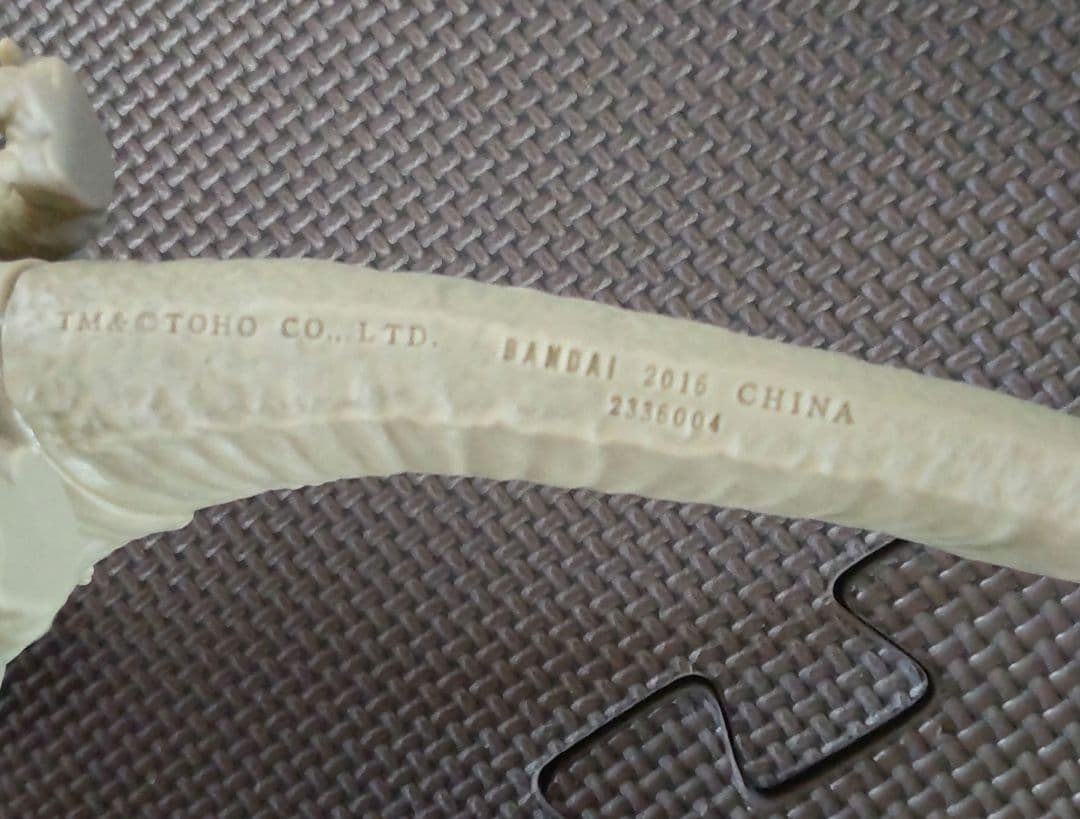 TM&©TOHO CO., LTD.
BANDAI 2016 CHINA
2336004